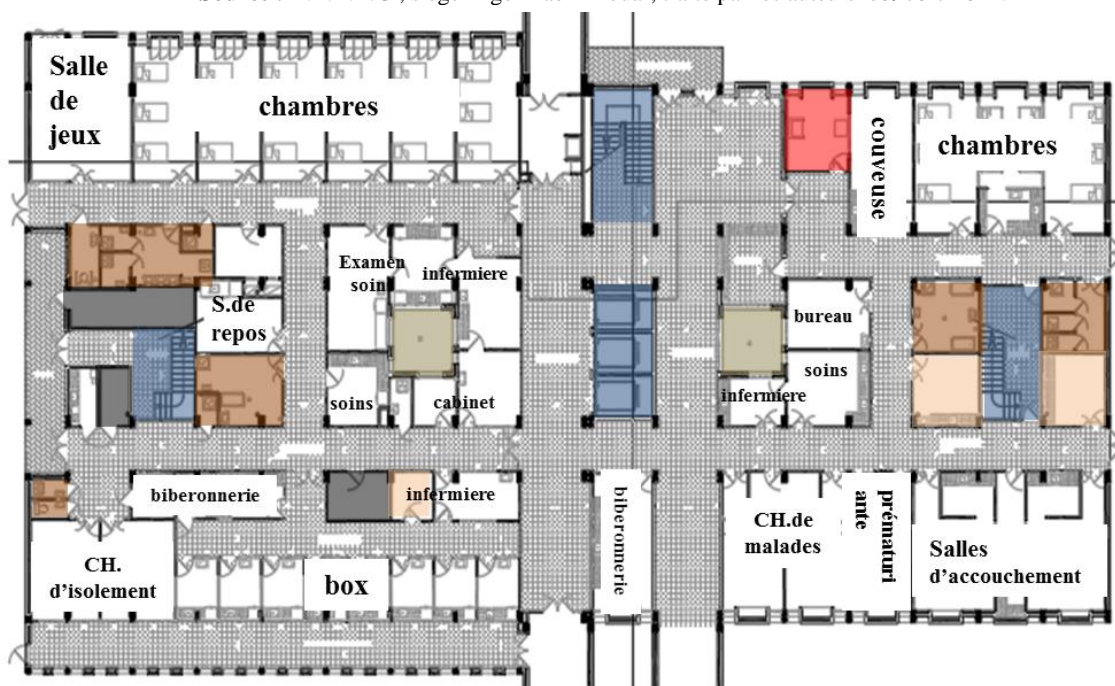 Salle
de
jeux
chambres
couveuse
chambres
Examen
soin
infermiere
S.de
repos
bureau
soins
soins
cabinet
infermiere
biberonnerie
infermiere
biberonnerie
CH.de
malades
prématuri
ante
Salles
d'accouchement
CH.
d'isolement
box